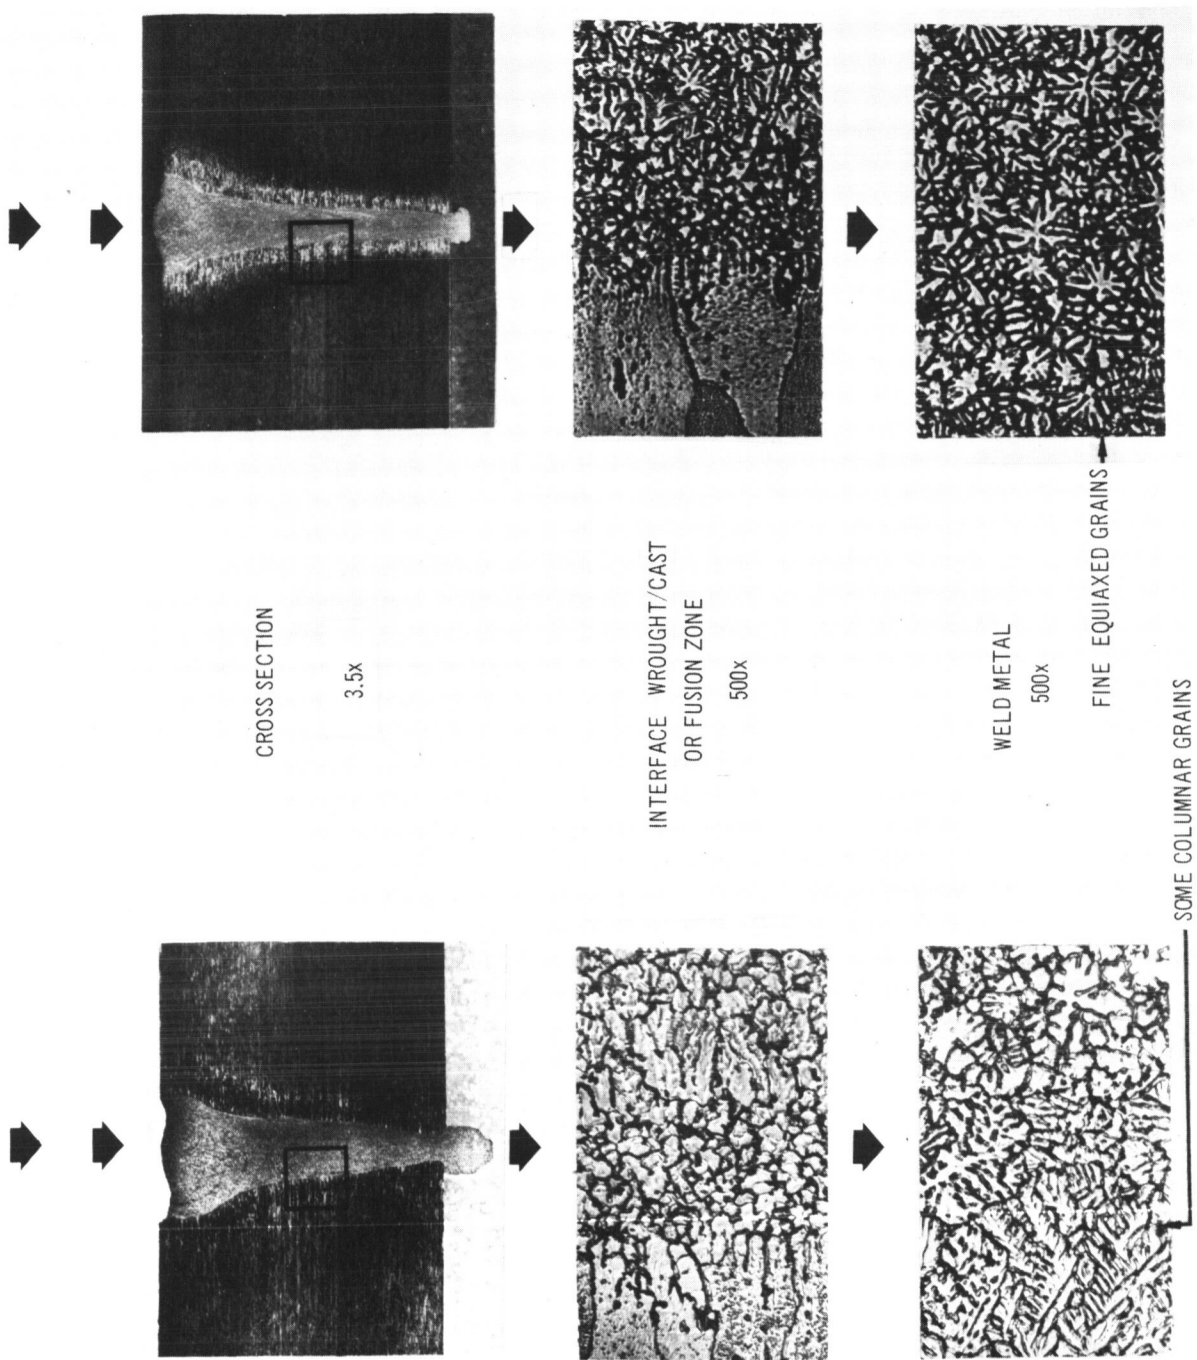 CROSS SECTION
3.5x
INTERFACE WROUGHT/CAST
OR FUSION ZONE
500x
WELD METAL
500x
FINE EQUIAXED GRAINS
SOME COLUMNAR GRAINS